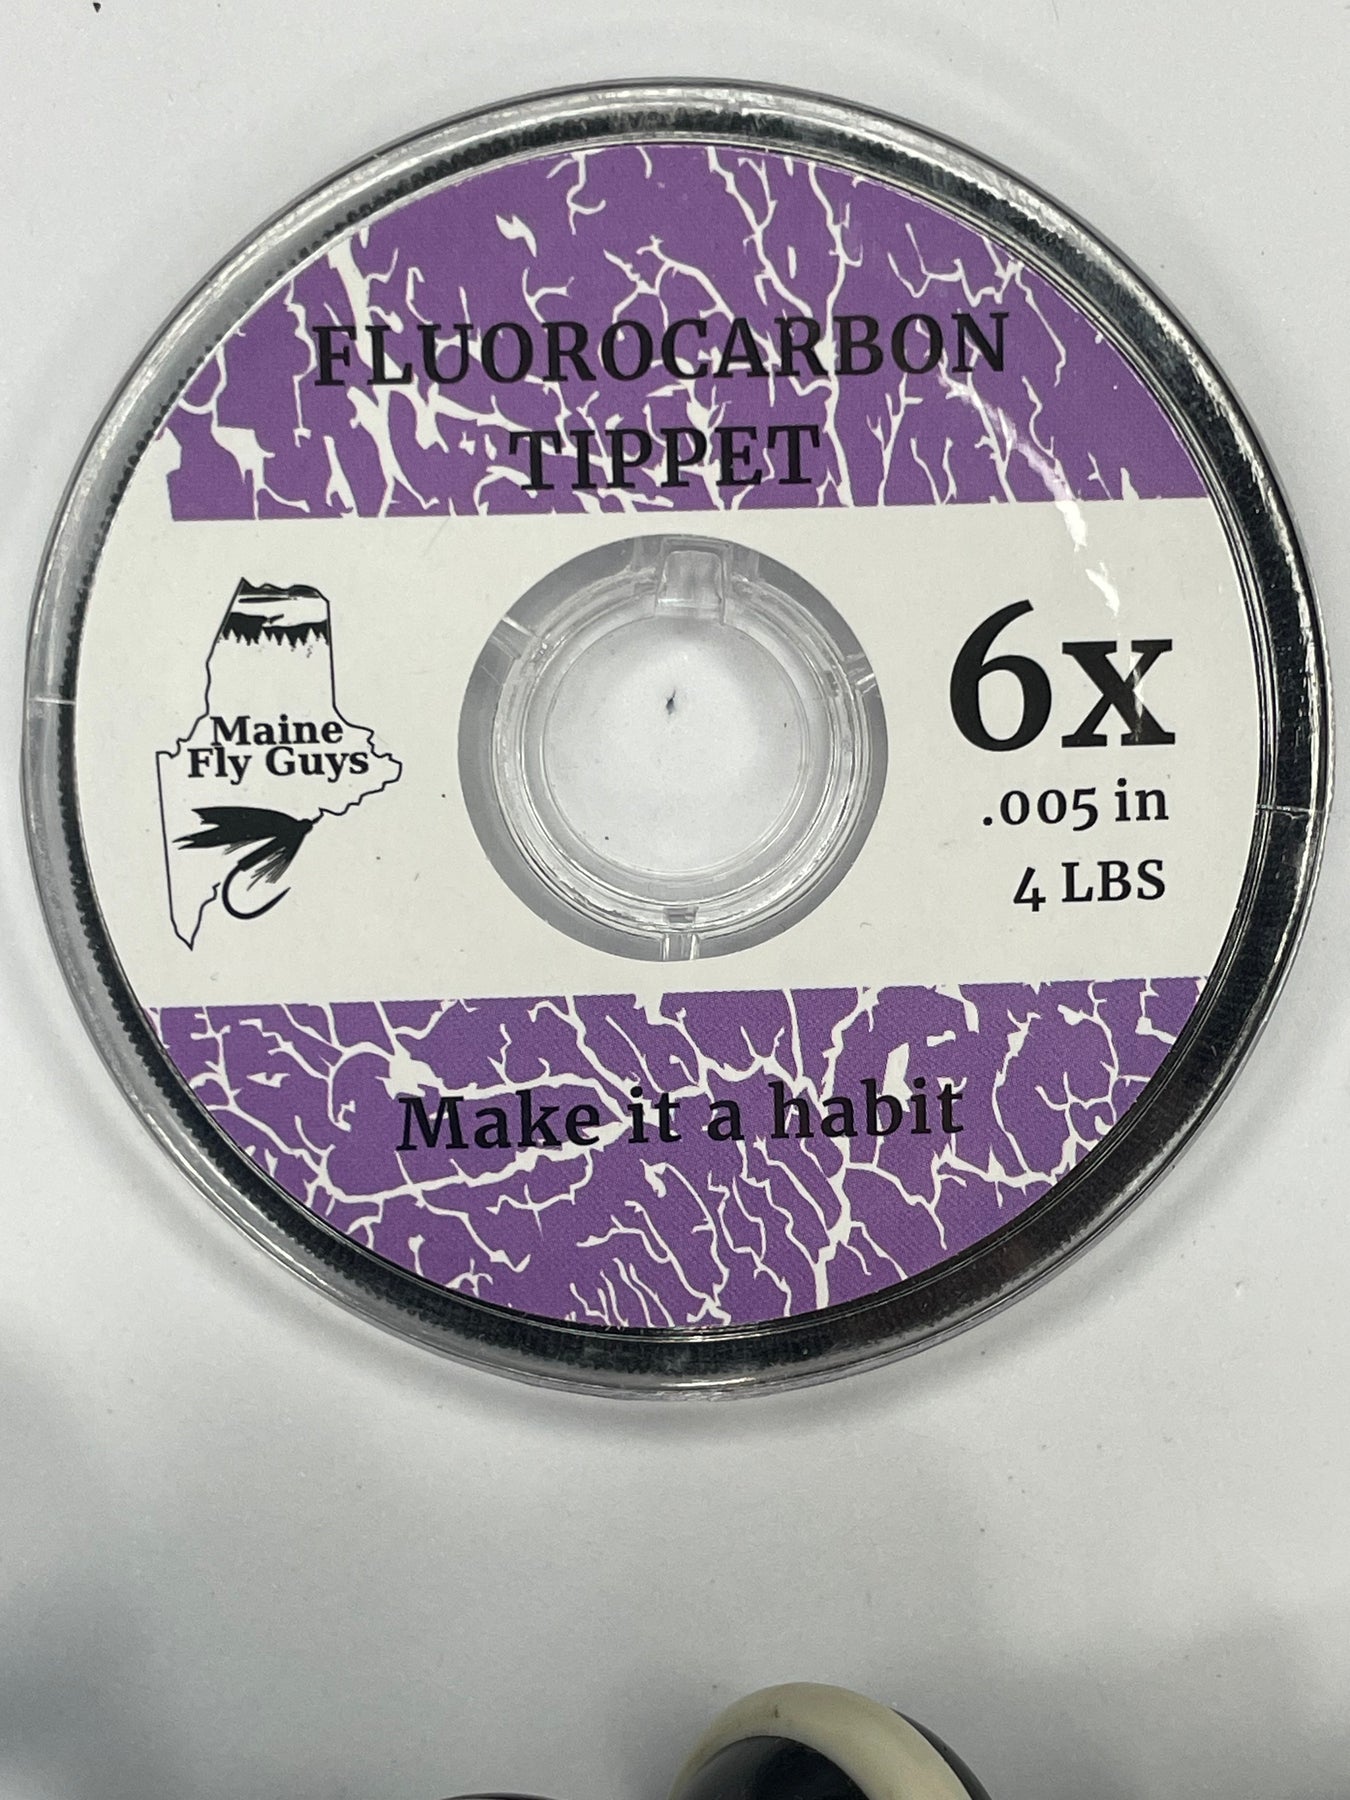 FLUOROCARBON
TIPPET
Maine
Fly Guys
6x
.005 in
4 LBS
Make it a habit